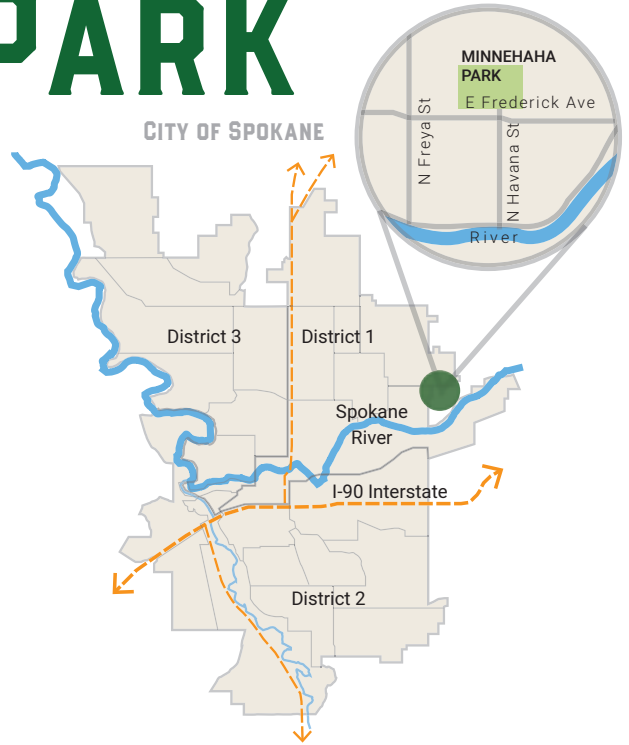 PARK
CITY OF SPOKANE
MINNEHAHA
PARK
E Frederick Ave
N Freya St
N Havana St
River
District 3
District 1
Spokane
River
I-90 Interstate
District 2